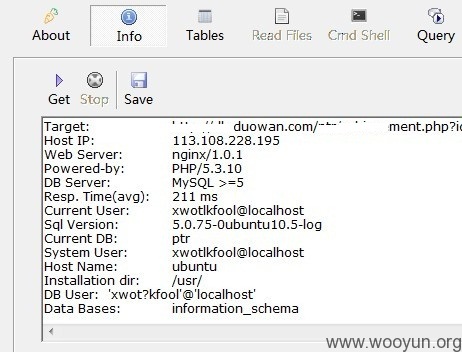 About Info Tables Read Files Cmd Shell Query
Get Stop Save
Target: duowan.com/ ement.php?i
Host IP: 113.108.228.195
Web Server: nginx/1.0.1
Powered-by: PHP/5.3.10
DB Server: MySQL >=5
Resp. Time(avg): 211 ms
Current User: xwotlkfool@localhost
Sql Version: 5.0.75-0ubuntu10.5-log
Current DB: ptr
System User: xwotlkfool@localhost
Host Name: ubuntu
Installation dir: /usr/
DB User: 'xwot?kfool'@'localhost'
Data Bases: information_schema
www.wooyun.org